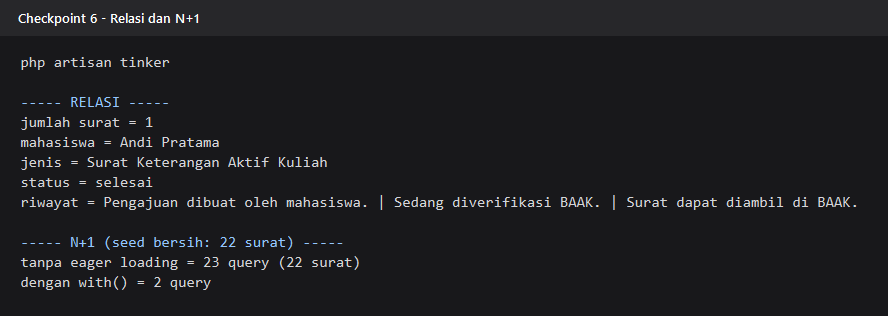 Checkpoint 6 - Relasi dan N+1
php artisan tinker
----- RELASI -----
jumlah surat = 1
mahasiswa = Andi Pratama
jenis = Surat Keterangan Aktif Kuliah
status = selesai
riwayat = Pengajuan dibuat oleh mahasiswa. | Sedang diverifikasi BAAK. | Surat dapat diambil di BAAK.
----- N+1 (seed bersih: 22 surat) -----
tanpa eager loading = 23 query (22 surat)
dengan with() = 2 query